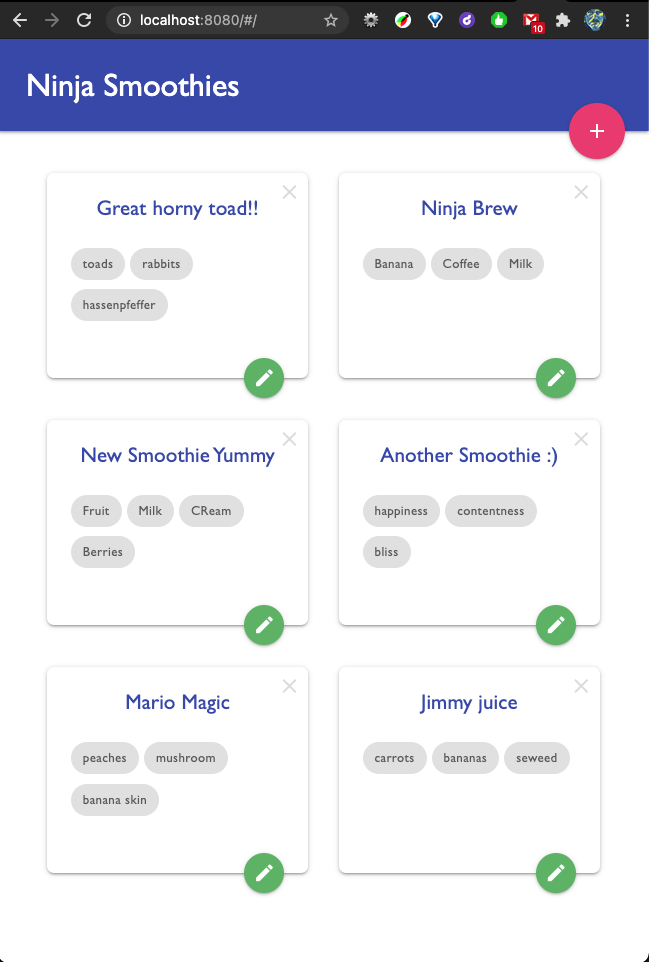 localhost:8080/#/
10
Ninja Smoothies
+
Great horny toad!!
toads rabbits
hassenpfeffer
Ninja Brew
Banana Coffee Milk
New Smoothie Yummy
Fruit Milk CReam
Berries
Another Smoothie :)
happiness contentness
bliss
Mario Magic
peaches mushroom
banana skin
Jimmy juice
carrots bananas seweed